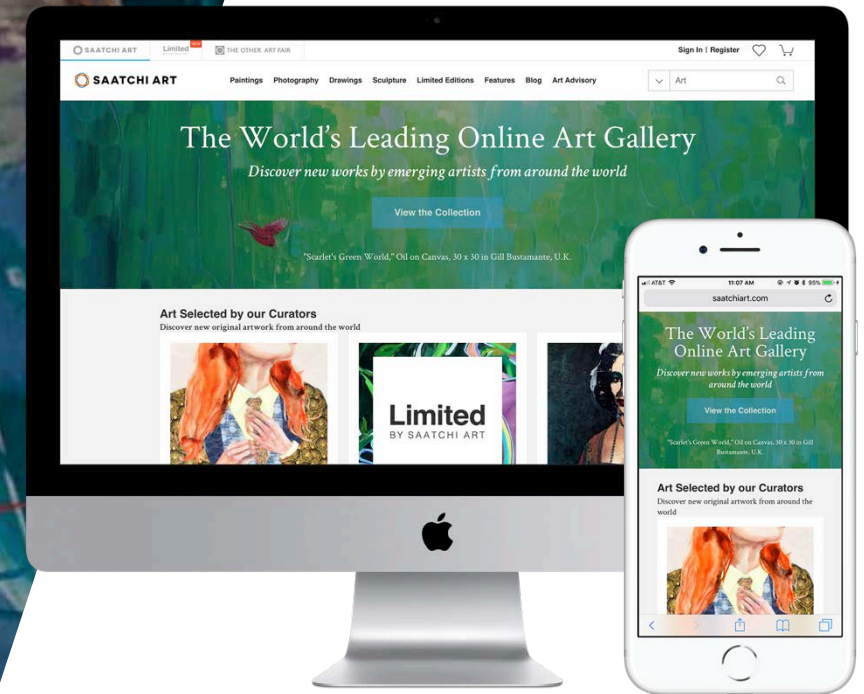 SAATCHI ART Limited NEW THE OTHER ART FAIR Sign In | Register
SAATCHI ART Paintings Photography Drawings Sculpture Limited Editions Features Blog Art Advisory Art
The World's Leading Online Art Gallery
Discover new works by emerging artists from around the world
View the Collection
"Scarlet's Green World," Oil on Canvas, 30 x 30 in Gill Bustamante, U.K.
Art Selected by our Curators
Discover new original artwork from around the world
Limited
BY SAATCHI ART
AT&T 11:07 AM 95%
saatchiart.com
The World's Leading
Online Art Gallery
Discover new works by emerging artists from
around the world
View the Collection
"Scarlet's Green World," Oil on Canvas, 30 x 30 in Gill
Bustamante, U.K.
Art Selected by our Curators
Discover new original artwork from around the
world